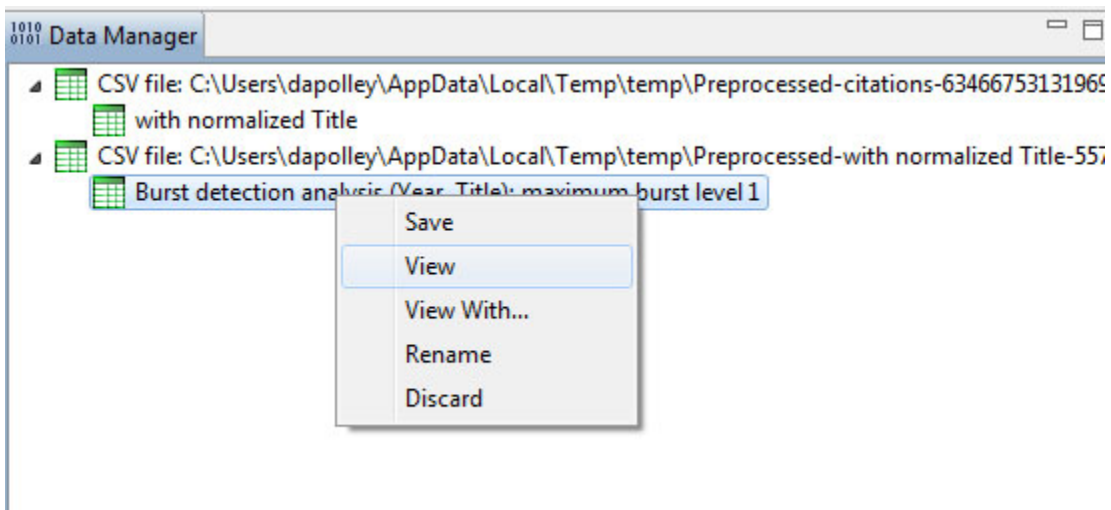 1010
0101 Data Manager
CSV file: C:\Users\dapolley\AppData\Local\Temp\temp\Preprocessed-citations-63466753131969
with normalized Title
CSV file: C:\Users\dapolley\AppData\Local\Temp\temp\Preprocessed-with normalized Title-557
Burst detection analysis (Year, Title): maximum burst level 1
Save
View
View With...
Rename
Discard